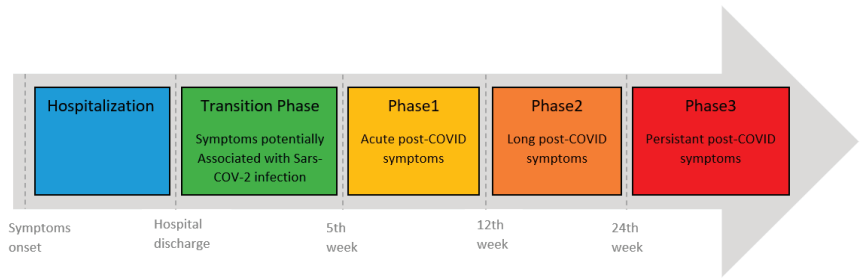 Hospitalization
Transition Phase
Symptoms potentially
Associated with Sars-
COV-2 infection
Phase1
Acute post-COVID
symptoms
Phase2
Long post-COVID
symptoms
Phase3
Persistant post-COVID
symptoms
Symptoms
onset
Hospital
discharge
5th
week
12th
week
24th
week